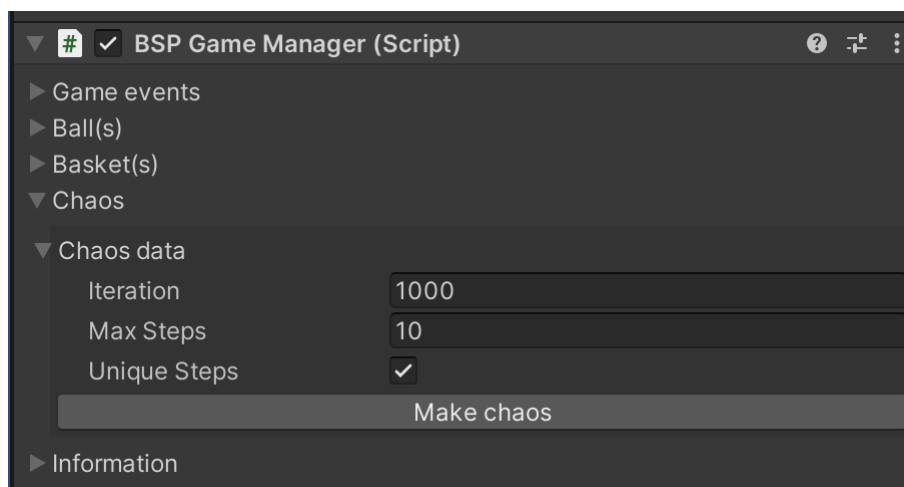 # BSP Game Manager (Script)
Game events
Ball(s)
Basket(s)
Chaos
Chaos data
Iteration 1000
Max Steps 10
Unique Steps
Make chaos
Information